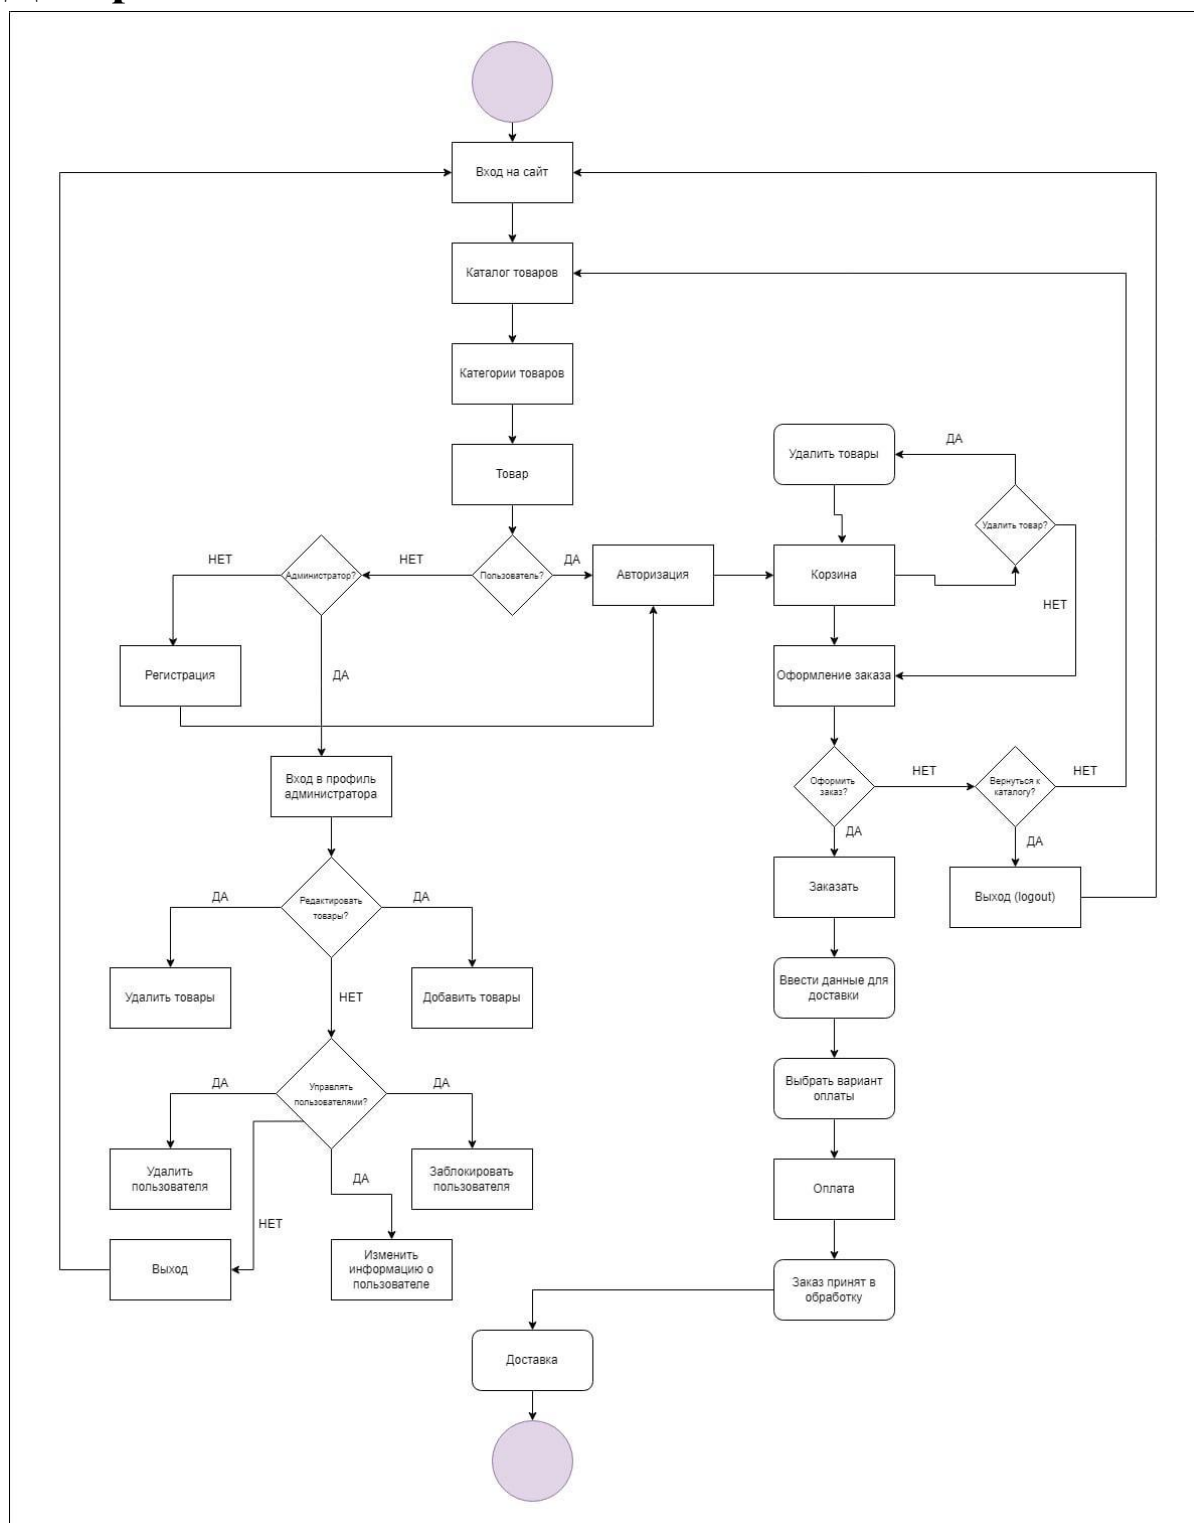 Вход на сайт
Каталог товаров
Категории товаров
Товар
Удалить товары
ДА
Удалить товар?
НЕТ
Администратор?
НЕТ
Пользователь?
ДА
Авторизация
Корзина
НЕТ
Регистрация
ДА
Оформление заказа
Вход в профиль
администратора
Оформить
заказ?
НЕТ
Вернуться к
каталогу?
НЕТ
ДА
ДА
Заказать
Выход (logout)
ДА
Редактировать
товары?
ДА
Удалить товары
НЕТ
Добавить товары
Ввести данные для
доставки
ДА
Управлять
пользователями?
ДА
Выбрать вариант
оплаты
Удалить
пользователя
ДА
Заблокировать
пользователя
Оплата
НЕТ
Выход
Изменить
информацию о
пользователе
Заказ принят в
обработку
Доставка